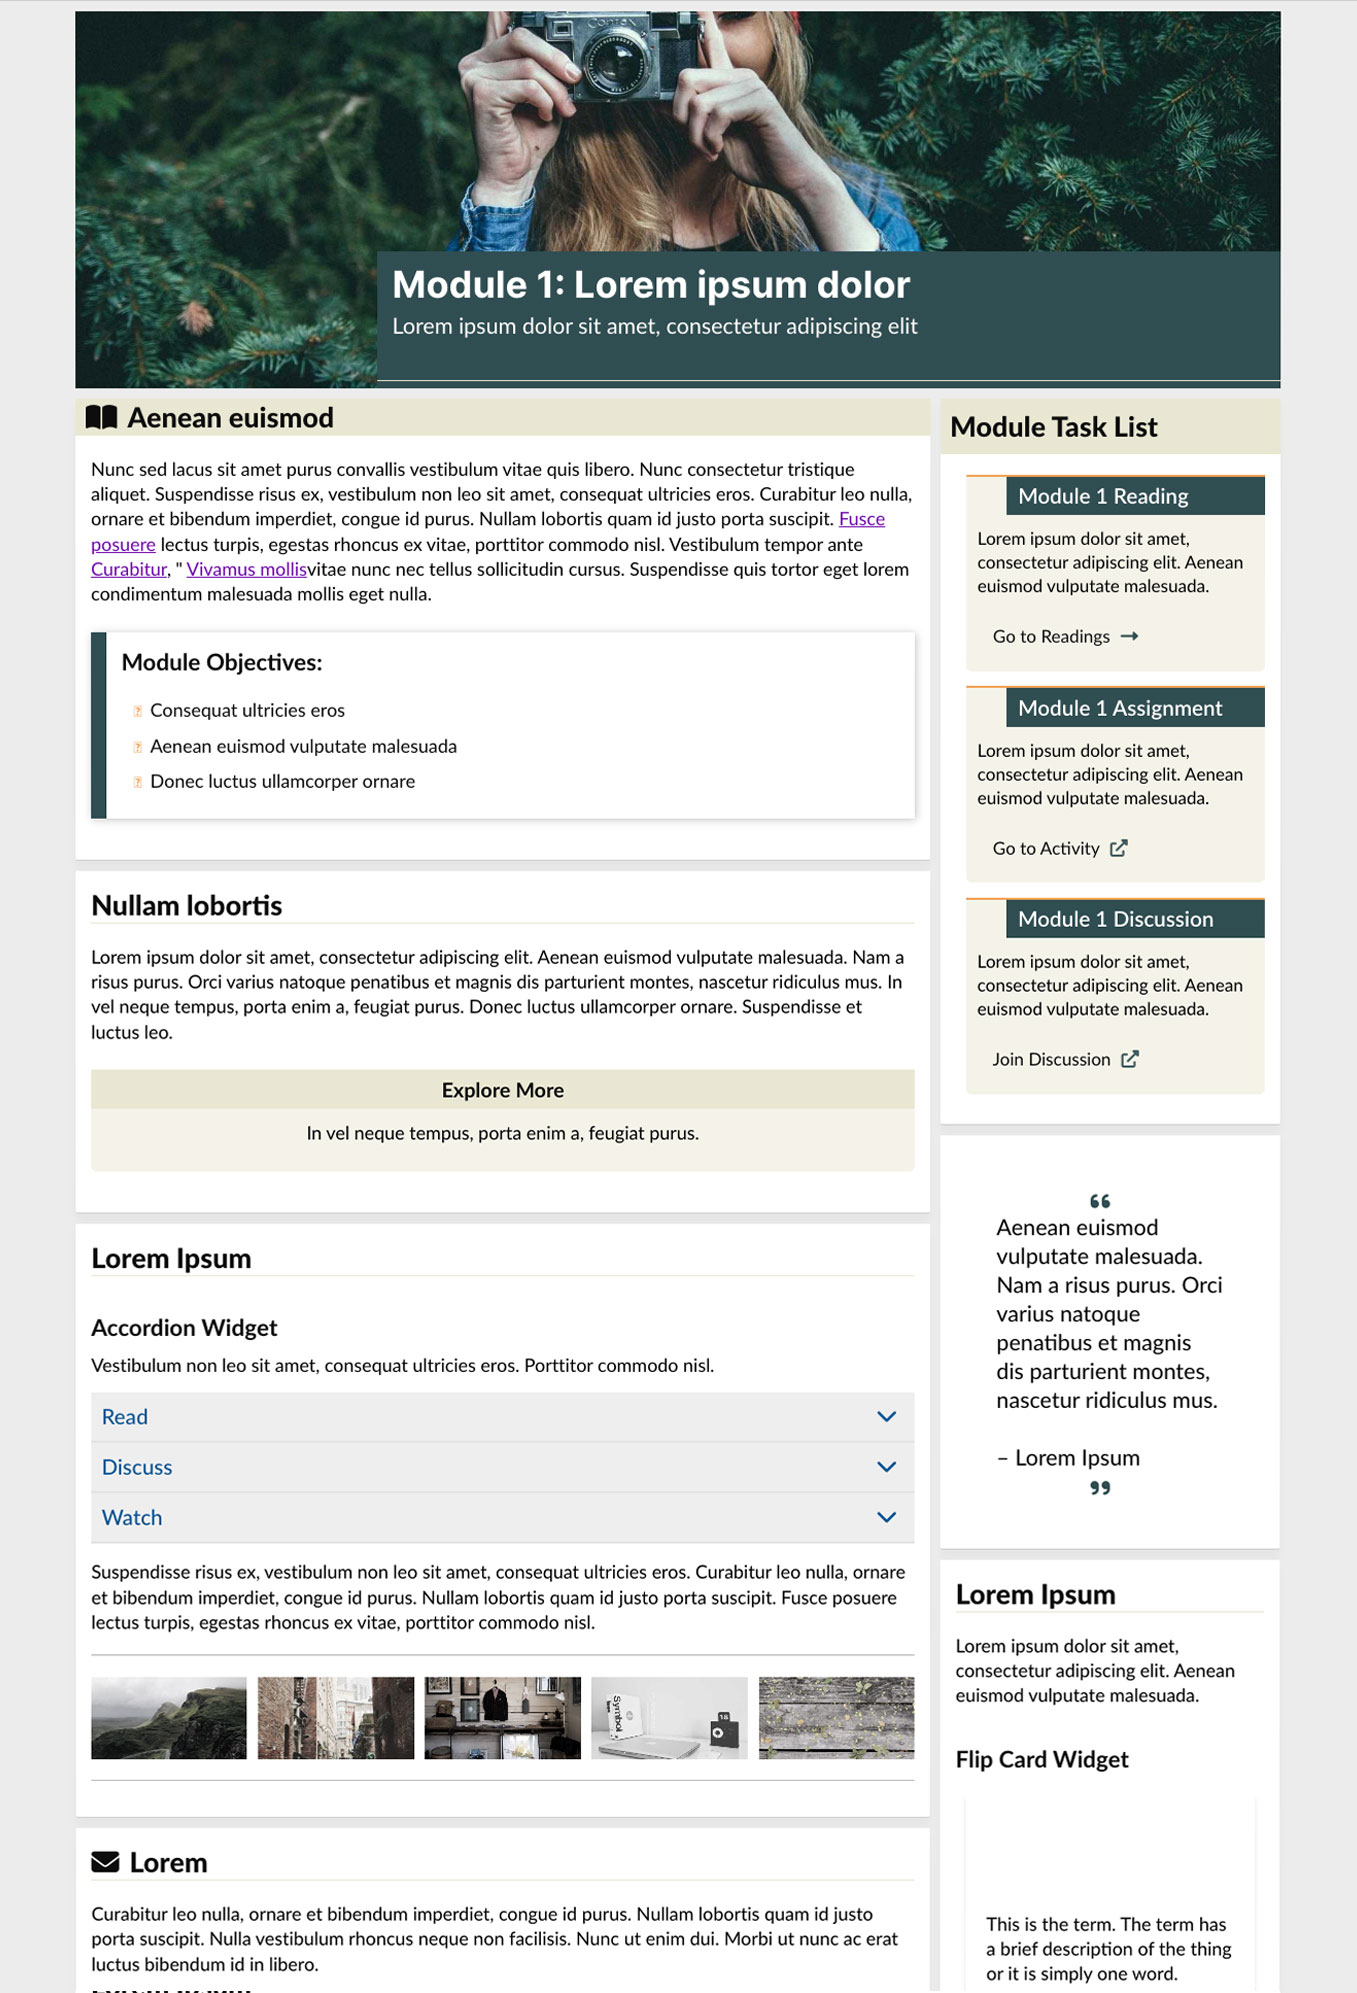 Contax
Module 1: Lorem ipsum dolor
Lorem ipsum dolor sit amet, consectetur adipiscing elit
Aenean euismod
Nunc sed lacus sit amet purus convallis vestibulum vitae quis libero. Nunc consectetur tristique
aliquet. Suspendisse risus ex, vestibulum non leo sit amet, consequat ultricies eros. Curabitur leo nulla,
ornare et bibendum imperdiet, congue id purus. Nullam lobortis quam id justo porta suscipit. Fusce
posuere lectus turpis, egestas rhoncus ex vitae, porttitor commodo nisl. Vestibulum tempor ante
Curabitur, " Vivamus mollisvitae nunc nec tellus sollicitudin cursus. Suspendisse quis tortor eget lorem
condimentum malesuada mollis eget nulla.
Module Objectives:
Consequat ultricies eros
Aenean euismod vulputate malesuada
Donec luctus ullamcorper ornare
Nullam lobortis
Lorem ipsum dolor sit amet, consectetur adipiscing elit. Aenean euismod vulputate malesuada. Nam a
risus purus. Orci varius natoque penatibus et magnis dis parturient montes, nascetur ridiculus mus. In
vel neque tempus, porta enim a, feugiat purus. Donec luctus ullamcorper ornare. Suspendisse et
luctus leo.
Explore More
In vel neque tempus, porta enim a, feugiat purus.
Lorem Ipsum
Accordion Widget
Vestibulum non leo sit amet, consequat ultricies eros. Porttitor commodo nisl.
Read
Discuss
Watch
Suspendisse risus ex, vestibulum non leo sit amet, consequat ultricies eros. Curabitur leo nulla, ornare
et bibendum imperdiet, congue id purus. Nullam lobortis quam id justo porta suscipit. Fusce posuere
lectus turpis, egestas rhoncus ex vitae, porttitor commodo nisl.
Symbol
18
Lorem
Curabitur leo nulla, ornare et bibendum imperdiet, congue id purus. Nullam lobortis quam id justo
porta suscipit. Nulla vestibulum rhoncus neque non facilisis. Nunc ut enim dui. Morbi ut nunc ac erat
luctus bibendum id in libero.
Module Task List
Module 1 Reading
Lorem ipsum dolor sit amet,
consectetur adipiscing elit. Aenean
euismod vulputate malesuada.
Go to Readings
Module 1 Assignment
Lorem ipsum dolor sit amet,
consectetur adipiscing elit. Aenean
euismod vulputate malesuada.
Go to Activity
Module 1 Discussion
Lorem ipsum dolor sit amet,
consectetur adipiscing elit. Aenean
euismod vulputate malesuada.
Join Discussion
“
Aenean euismod
vulputate malesuada.
Nam a risus purus. Orci
varius natoque
penatibus et magnis
dis parturient montes,
nascetur ridiculus mus.
– Lorem Ipsum
”
Lorem Ipsum
Lorem ipsum dolor sit amet,
consectetur adipiscing elit. Aenean
euismod vulputate malesuada.
Flip Card Widget
This is the term. The term has
a brief description of the thing
or it is simply one word.